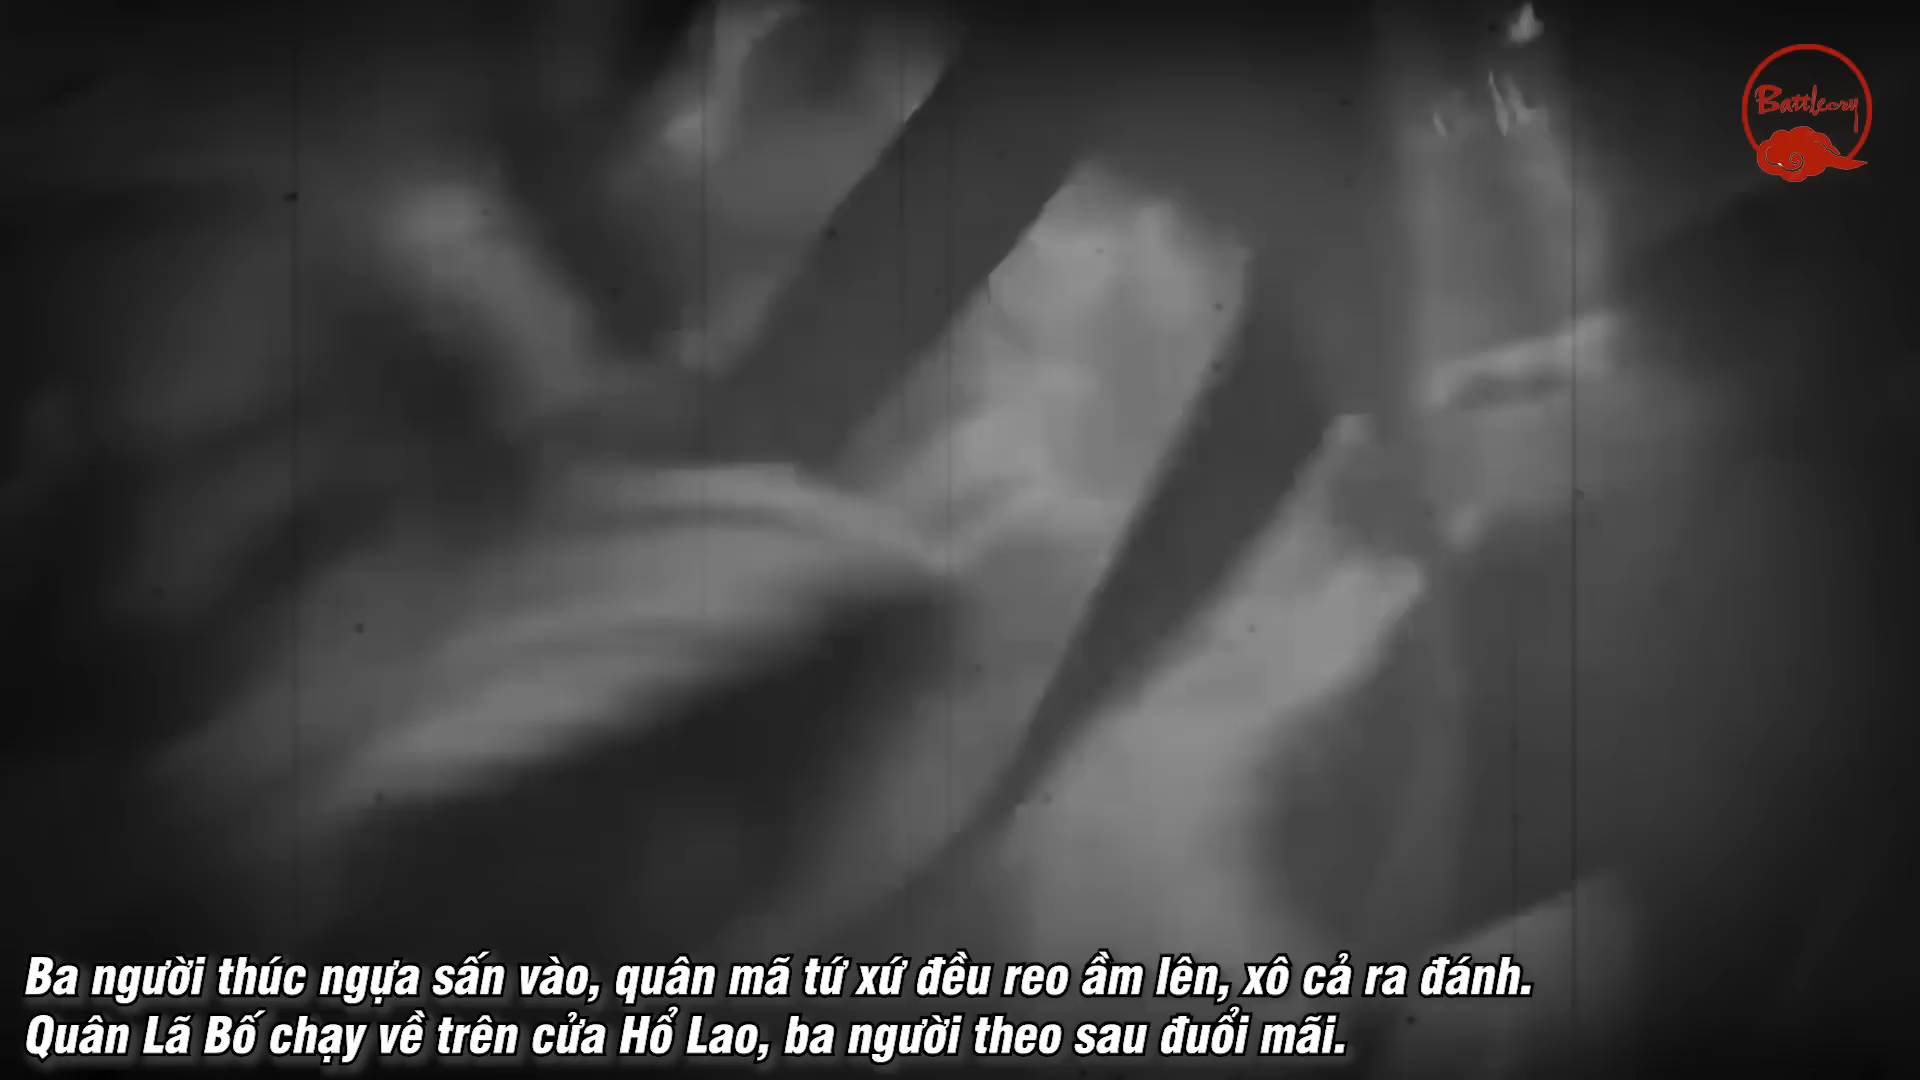 Battlecry
Ba người thúc ngựa sấn vào, quân mã tứ xứ đều reo ầm lên, xô cả ra đánh.
Quân Lã Bố chạy về trên cửa Hổ Lao, ba người theo sau đuổi mãi.